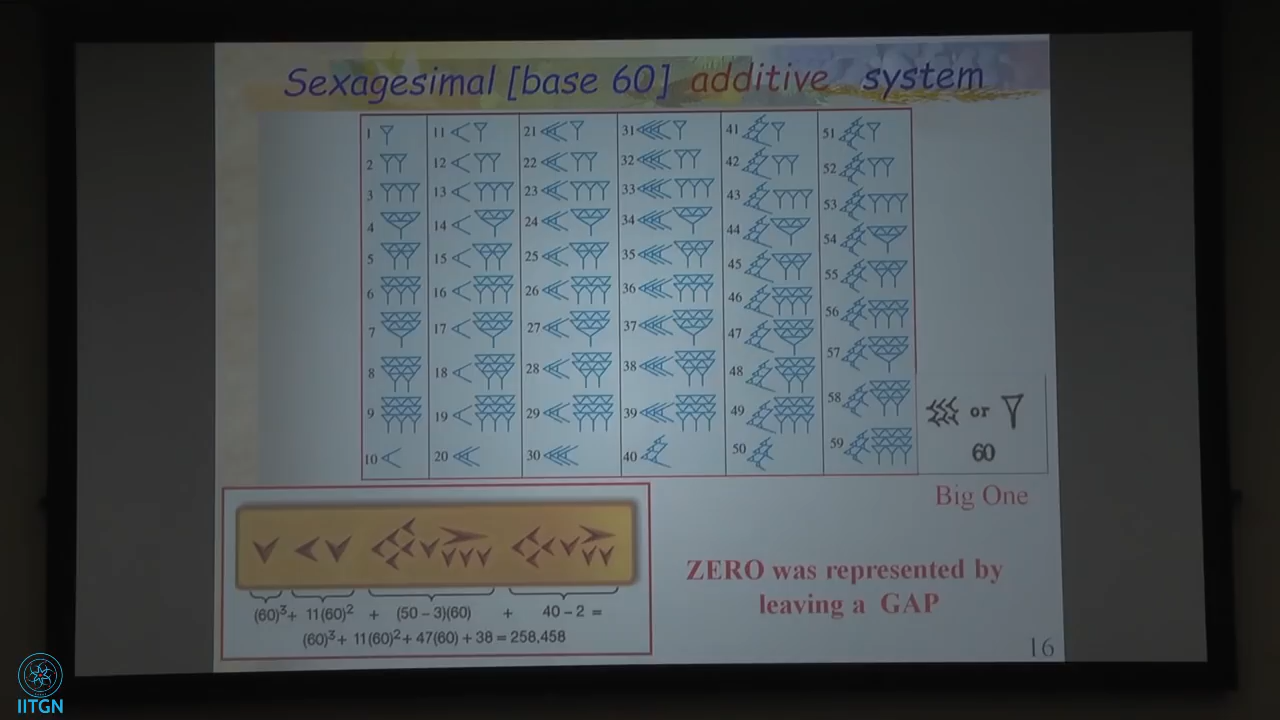 Sexagesimal [base 60] additive system
1 11 21 31 41 51
2 12 22 32 42 52
3 13 23 33 43 53
4 14 24 34 44 54
5 15 25 35 45 55
6 16 26 36 46 56
7 17 27 37 47 57
8 18 28 38 48 58
9 19 29 39 49 59
10 20 30 40 50
or
60
Big One
(60)³+ 11(60)² + (50 – 3)(60) + 40 – 2 =
(60)³+ 11(60)²+ 47(60) + 38 = 258,458
ZERO was represented by
leaving a GAP
16
IITGN